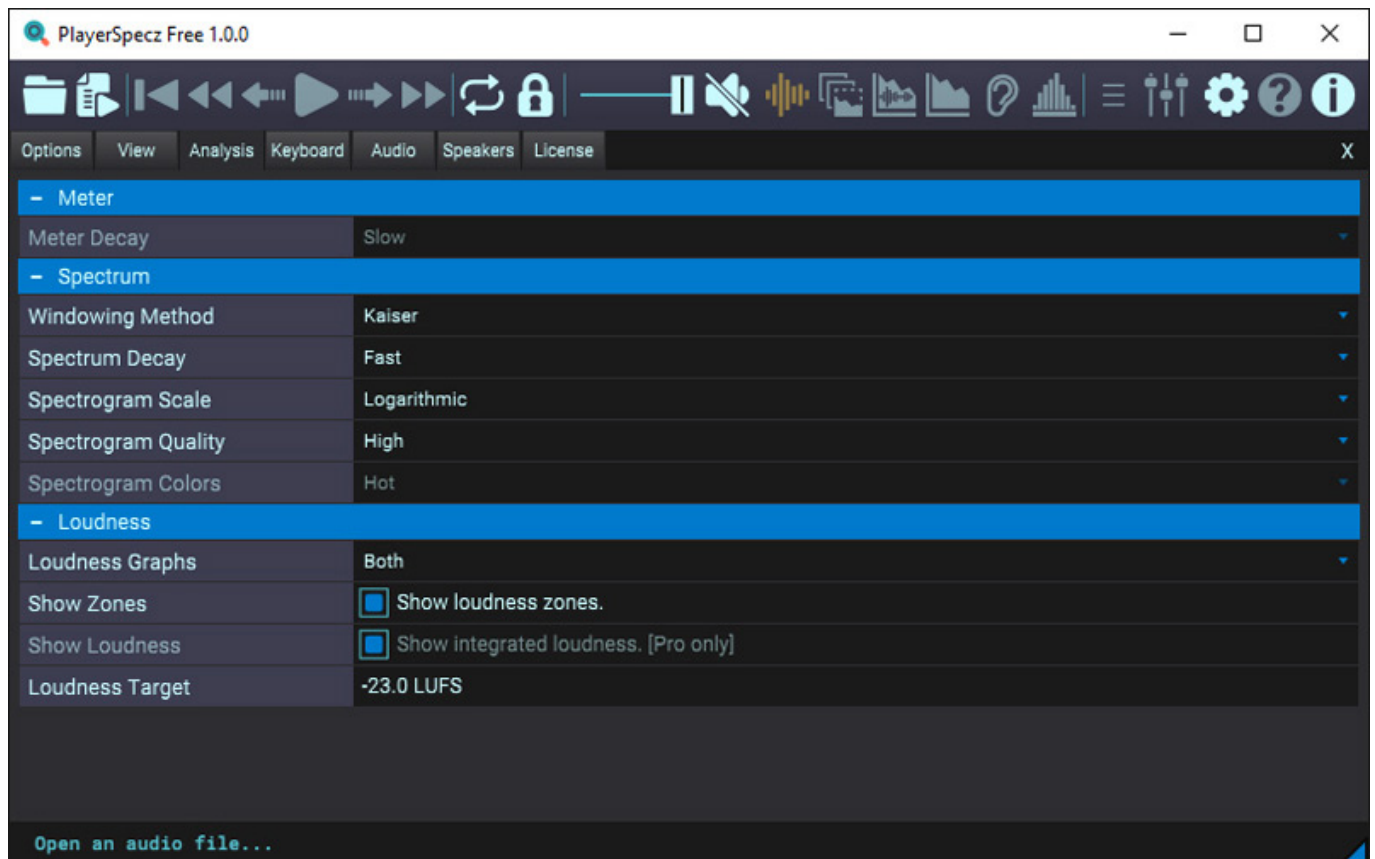 PlayerSpecz Free 1.0.0
Options View Analysis Keyboard Audio Speakers License X
– Meter
Meter Decay Slow
– Spectrum
Windowing Method Kaiser
Spectrum Decay Fast
Spectrogram Scale Logarithmic
Spectrogram Quality High
Spectrogram Colors Hot
– Loudness
Loudness Graphs Both
Show Zones Show loudness zones.
Show Loudness Show integrated loudness. [Pro only]
Loudness Target -23.0 LUFS
Open an audio file...